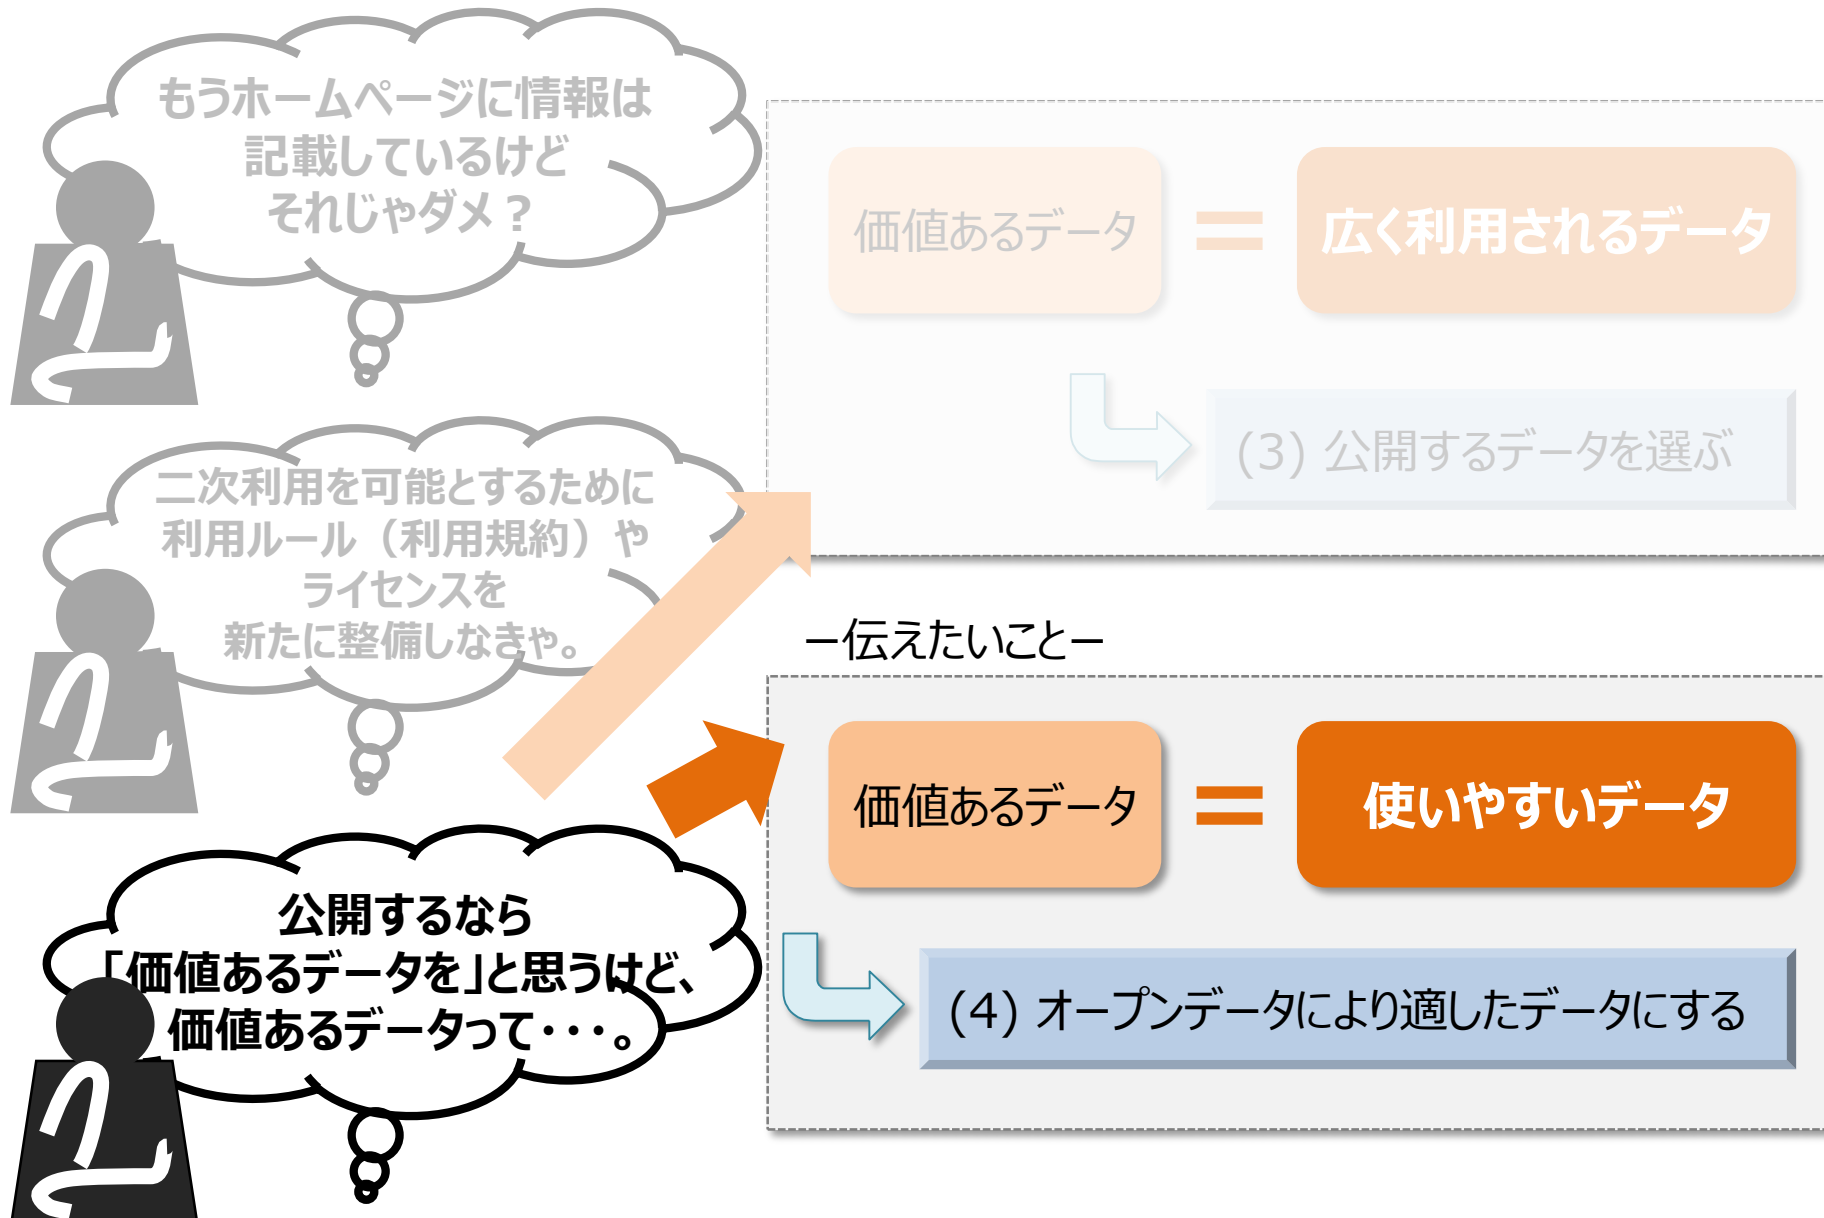 もうホームページに情報は
記載しているけど
それじゃダメ？
価値あるデータ
＝
広く利用されるデータ
(3) 公開するデータを選ぶ
二次利用を可能とするために
利用ルール（利用規約）や
ライセンスを
新たに整備しなきゃ。
ー伝えたいことー
価値あるデータ
＝
使いやすいデータ
(4) オープンデータにより適したデータにする
公開するなら
「価値あるデータを」と思うけど、
価値あるデータって・・・。